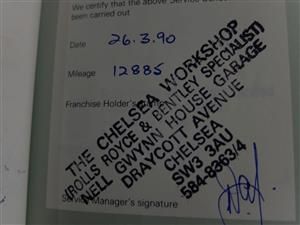 We certify that the above Service
been carried out
Date 26.3.90
Mileage 12885
Franchise Holder's
THE CHELSEA WORKSHOP
(ROLLS ROYCE & BENTLEY SPECIALIST)
NELL GWYNN HOUSE GARAGE
DRAYCOTT AVENUE
CHELSEA
SW3 3AU
584-8363/4
Service Manager's signature